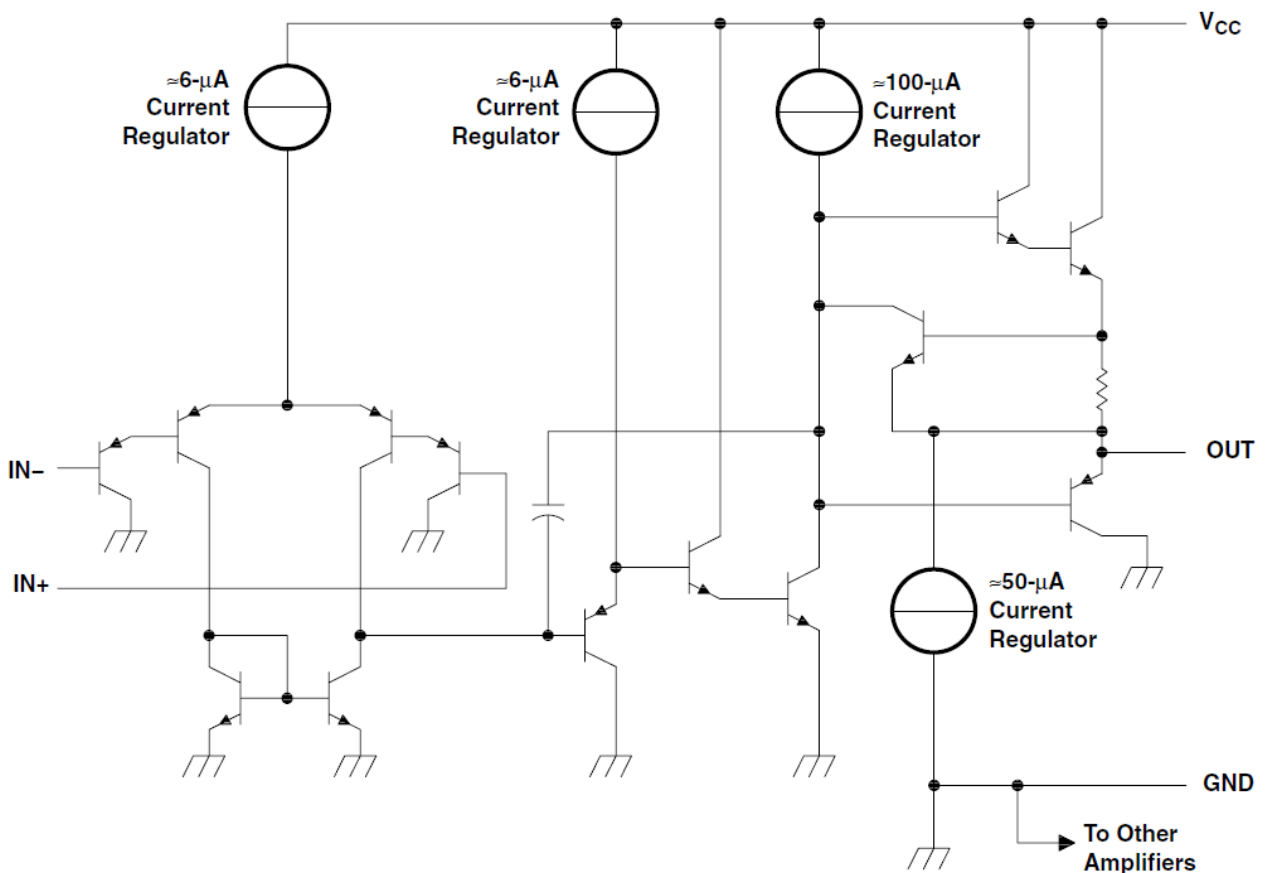 V_CC
≈6-μA
Current
Regulator
≈6-μA
Current
Regulator
≈100-μA
Current
Regulator
IN−
OUT
IN+
≈50-μA
Current
Regulator
GND
To Other
Amplifiers